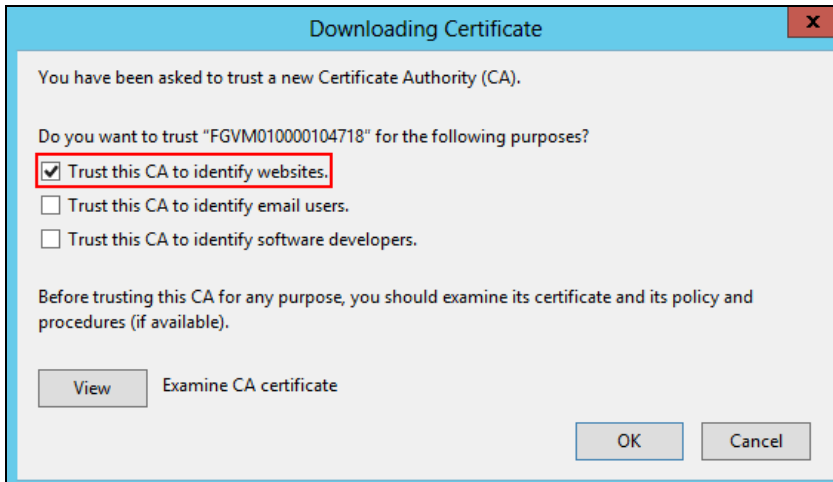 Downloading Certificate
x
You have been asked to trust a new Certificate Authority (CA).
Do you want to trust “FGVM010000104718” for the following purposes?
Trust this CA to identify websites.
Trust this CA to identify email users.
Trust this CA to identify software developers.
Before trusting this CA for any purpose, you should examine its certificate and its policy and
procedures (if available).
View Examine CA certificate
OK Cancel